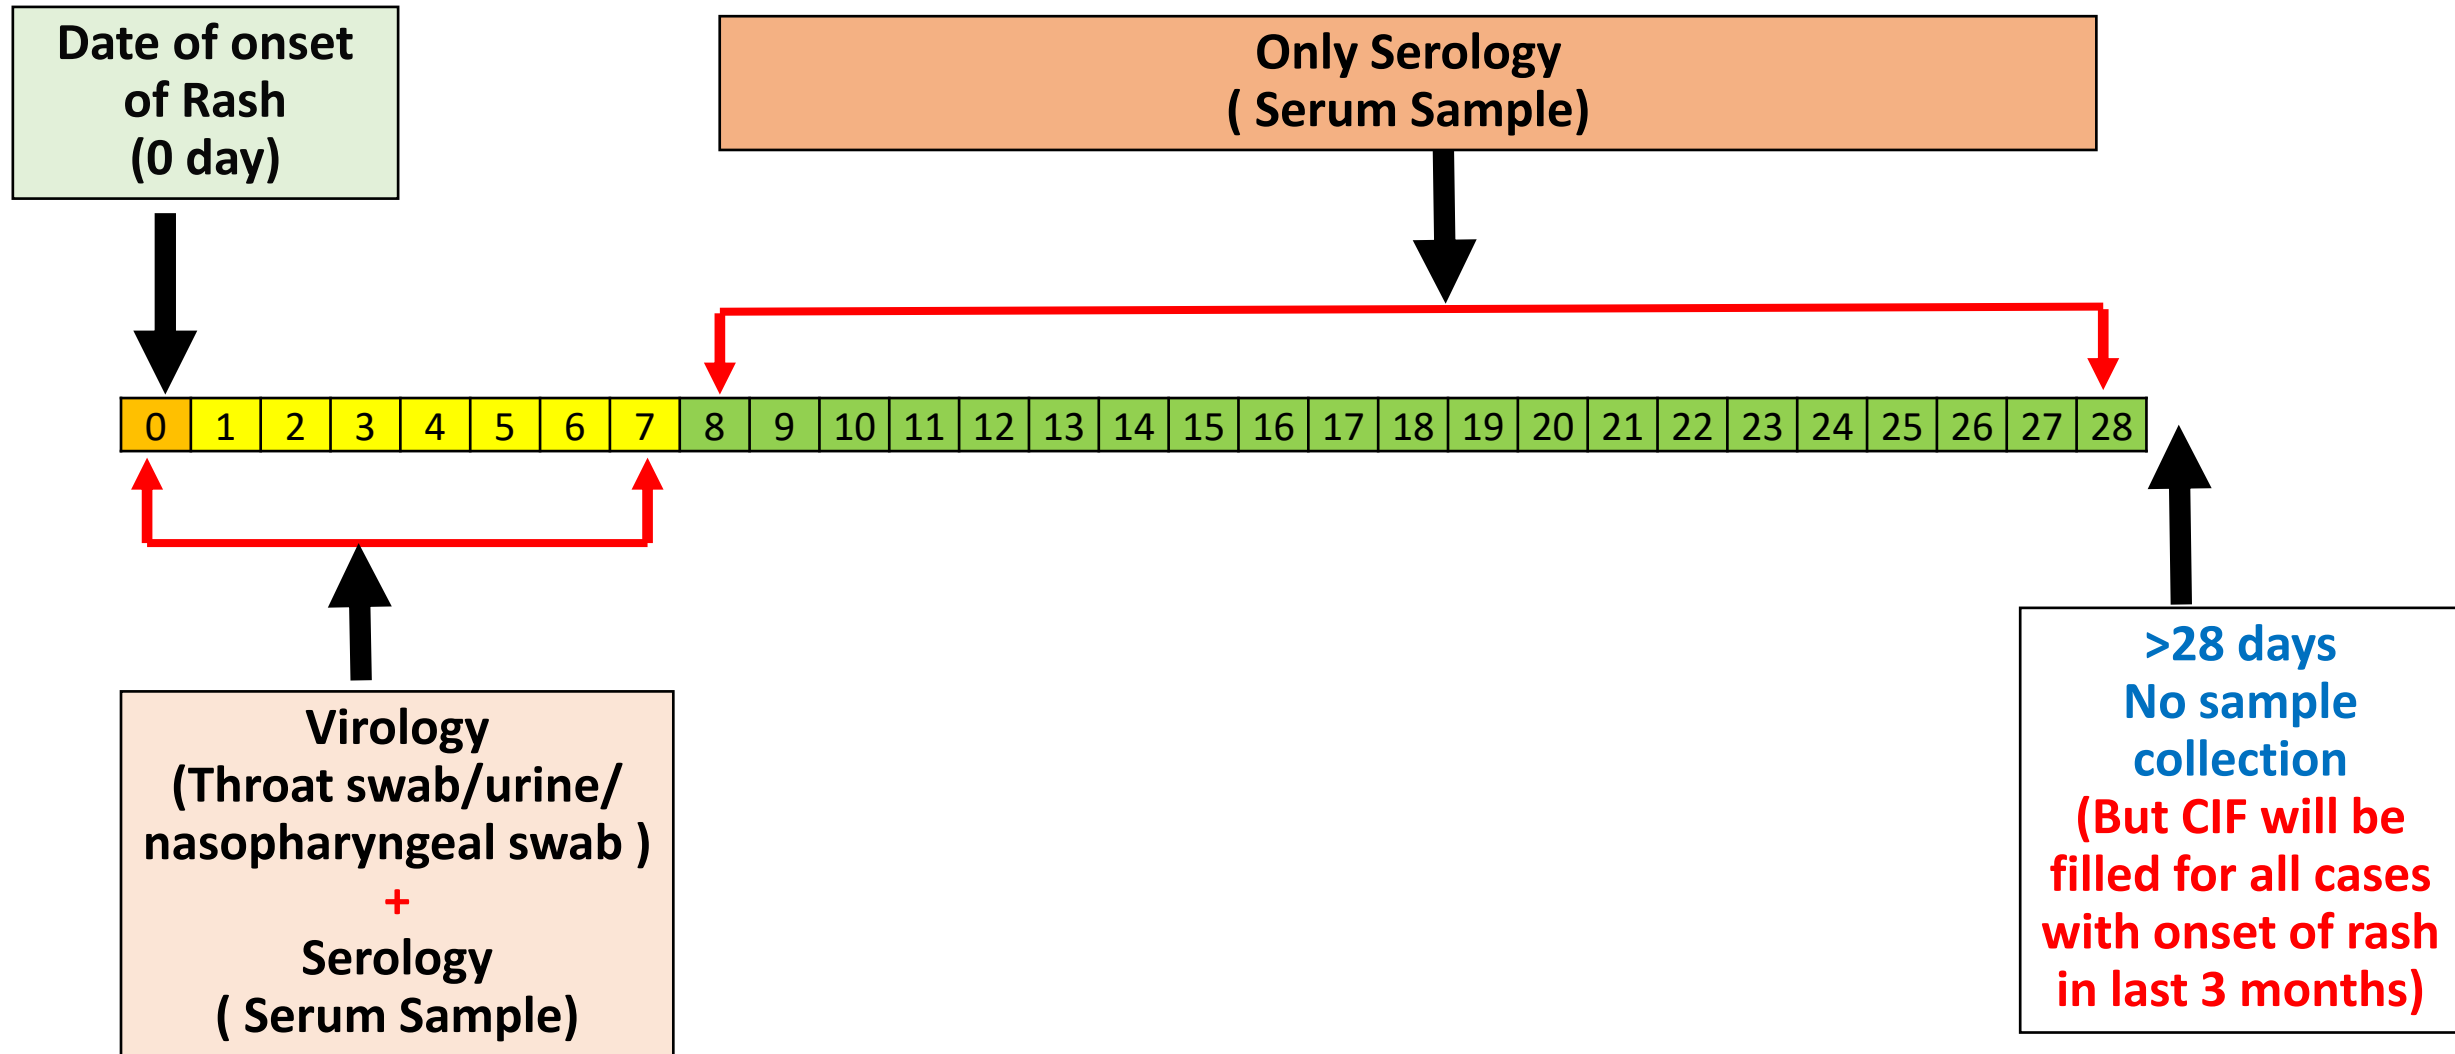 Date of onset
of Rash
(0 day)
Only Serology
( Serum Sample)
0 1 2 3 4 5 6 7 8 9 10 11 12 13 14 15 16 17 18 19 20 21 22 23 24 25 26 27 28
Virology
(Throat swab/urine/
nasopharyngeal swab )
+
Serology
( Serum Sample)
>28 days
No sample
collection
(But CIF will be
filled for all cases
with onset of rash
in last 3 months)